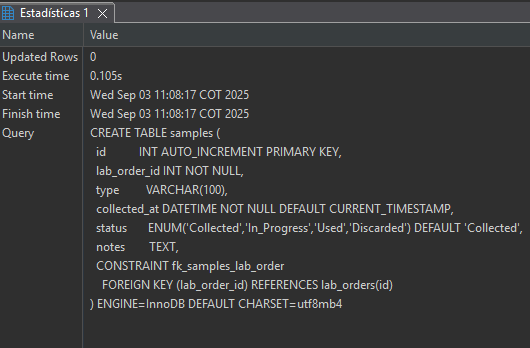 Estadísticas 1
Name Value
Updated Rows 0
Execute time 0.105s
Start time Wed Sep 03 11:08:17 COT 2025
Finish time Wed Sep 03 11:08:17 COT 2025
Query CREATE TABLE samples (
id INT AUTO_INCREMENT PRIMARY KEY,
lab_order_id INT NOT NULL,
type VARCHAR(100),
collected_at DATETIME NOT NULL DEFAULT CURRENT_TIMESTAMP,
status ENUM('Collected','In_Progress','Used','Discarded') DEFAULT 'Collected',
notes TEXT,
CONSTRAINT fk_samples_lab_order
FOREIGN KEY (lab_order_id) REFERENCES lab_orders(id)
) ENGINE=InnoDB DEFAULT CHARSET=utf8mb4